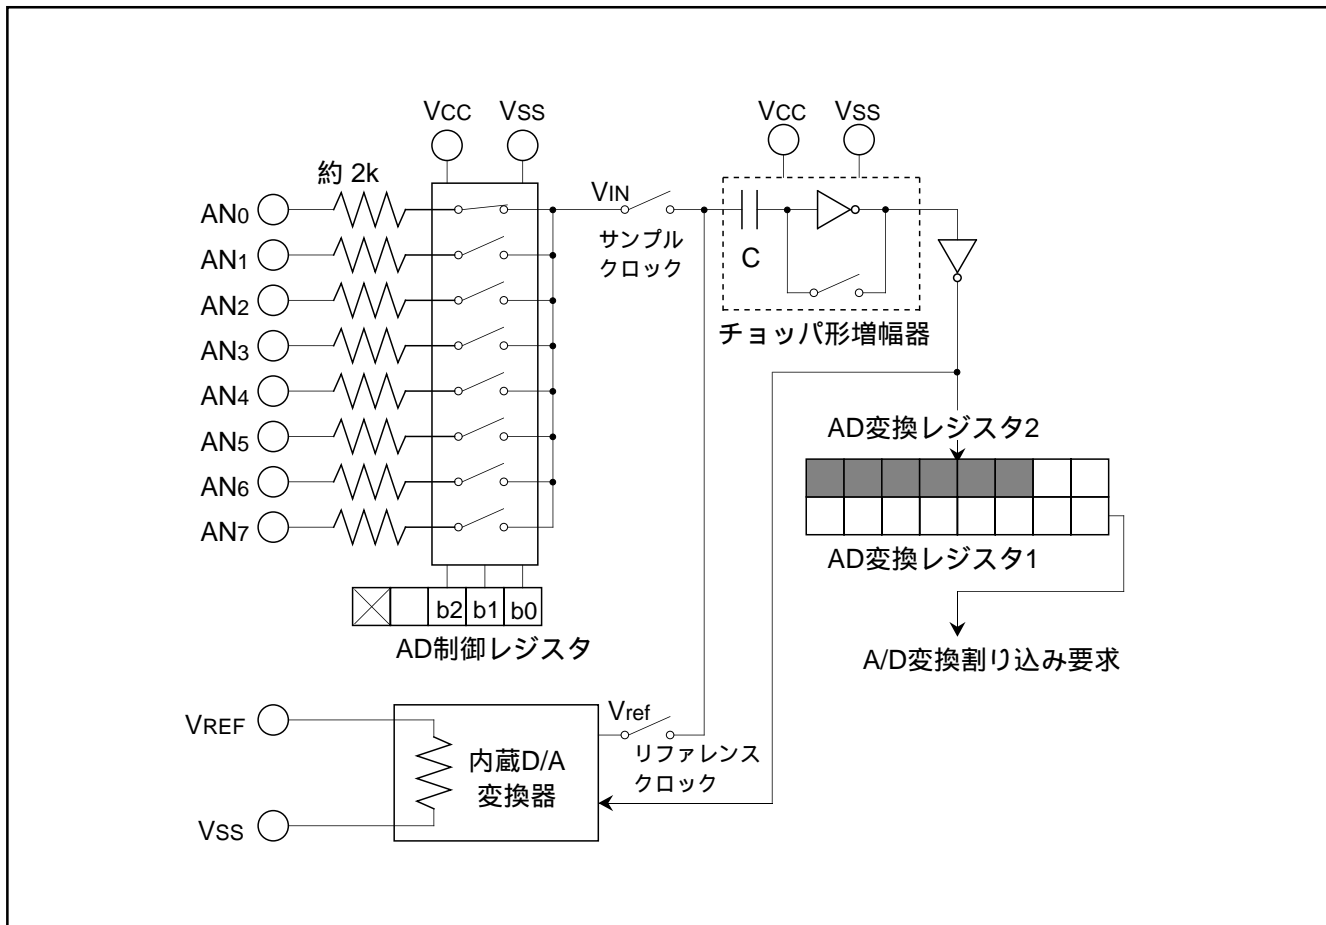 VCC VSS
約 2k
AN0
AN1
AN2
AN3
AN4
AN5
AN6
AN7
b2 b1 b0
AD制御レジスタ
VIN
サンプル
クロック
VCC VSS
C
チョッパ形増幅器
AD変換レジスタ2
AD変換レジスタ1
A/D変換割り込み要求
VREF
VSS
内蔵D/A
変換器
Vref
リファレンス
クロック